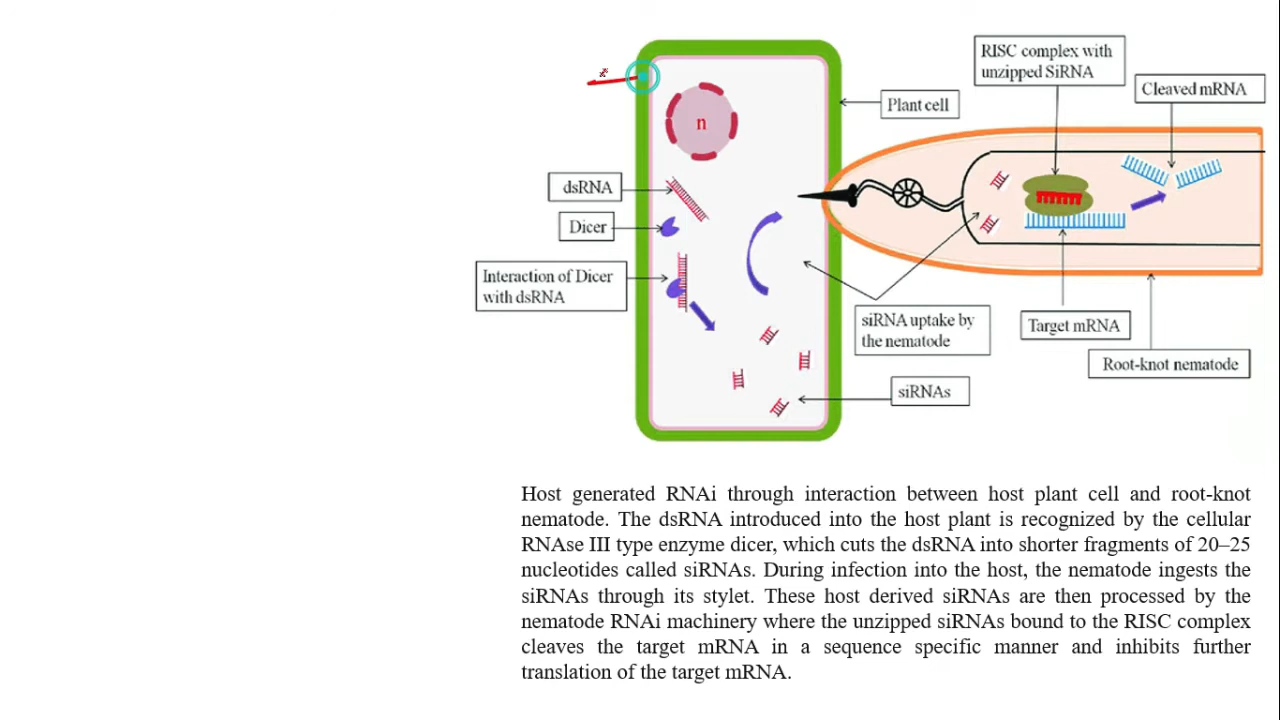 RISC complex with
unzipped SiRNA
Cleaved mRNA
Plant cell
n
dsRNA
Dicer
Interaction of Dicer
with dsRNA
siRNA uptake by
the nematode
Target mRNA
Root-knot nematode
siRNAs
Host generated RNAi through interaction between host plant cell and root-knot
nematode. The dsRNA introduced into the host plant is recognized by the cellular
RNAse III type enzyme dicer, which cuts the dsRNA into shorter fragments of 20–25
nucleotides called siRNAs. During infection into the host, the nematode ingests the
siRNAs through its stylet. These host derived siRNAs are then processed by the
nematode RNAi machinery where the unzipped siRNAs bound to the RISC complex
cleaves the target mRNA in a sequence specific manner and inhibits further
translation of the target mRNA.